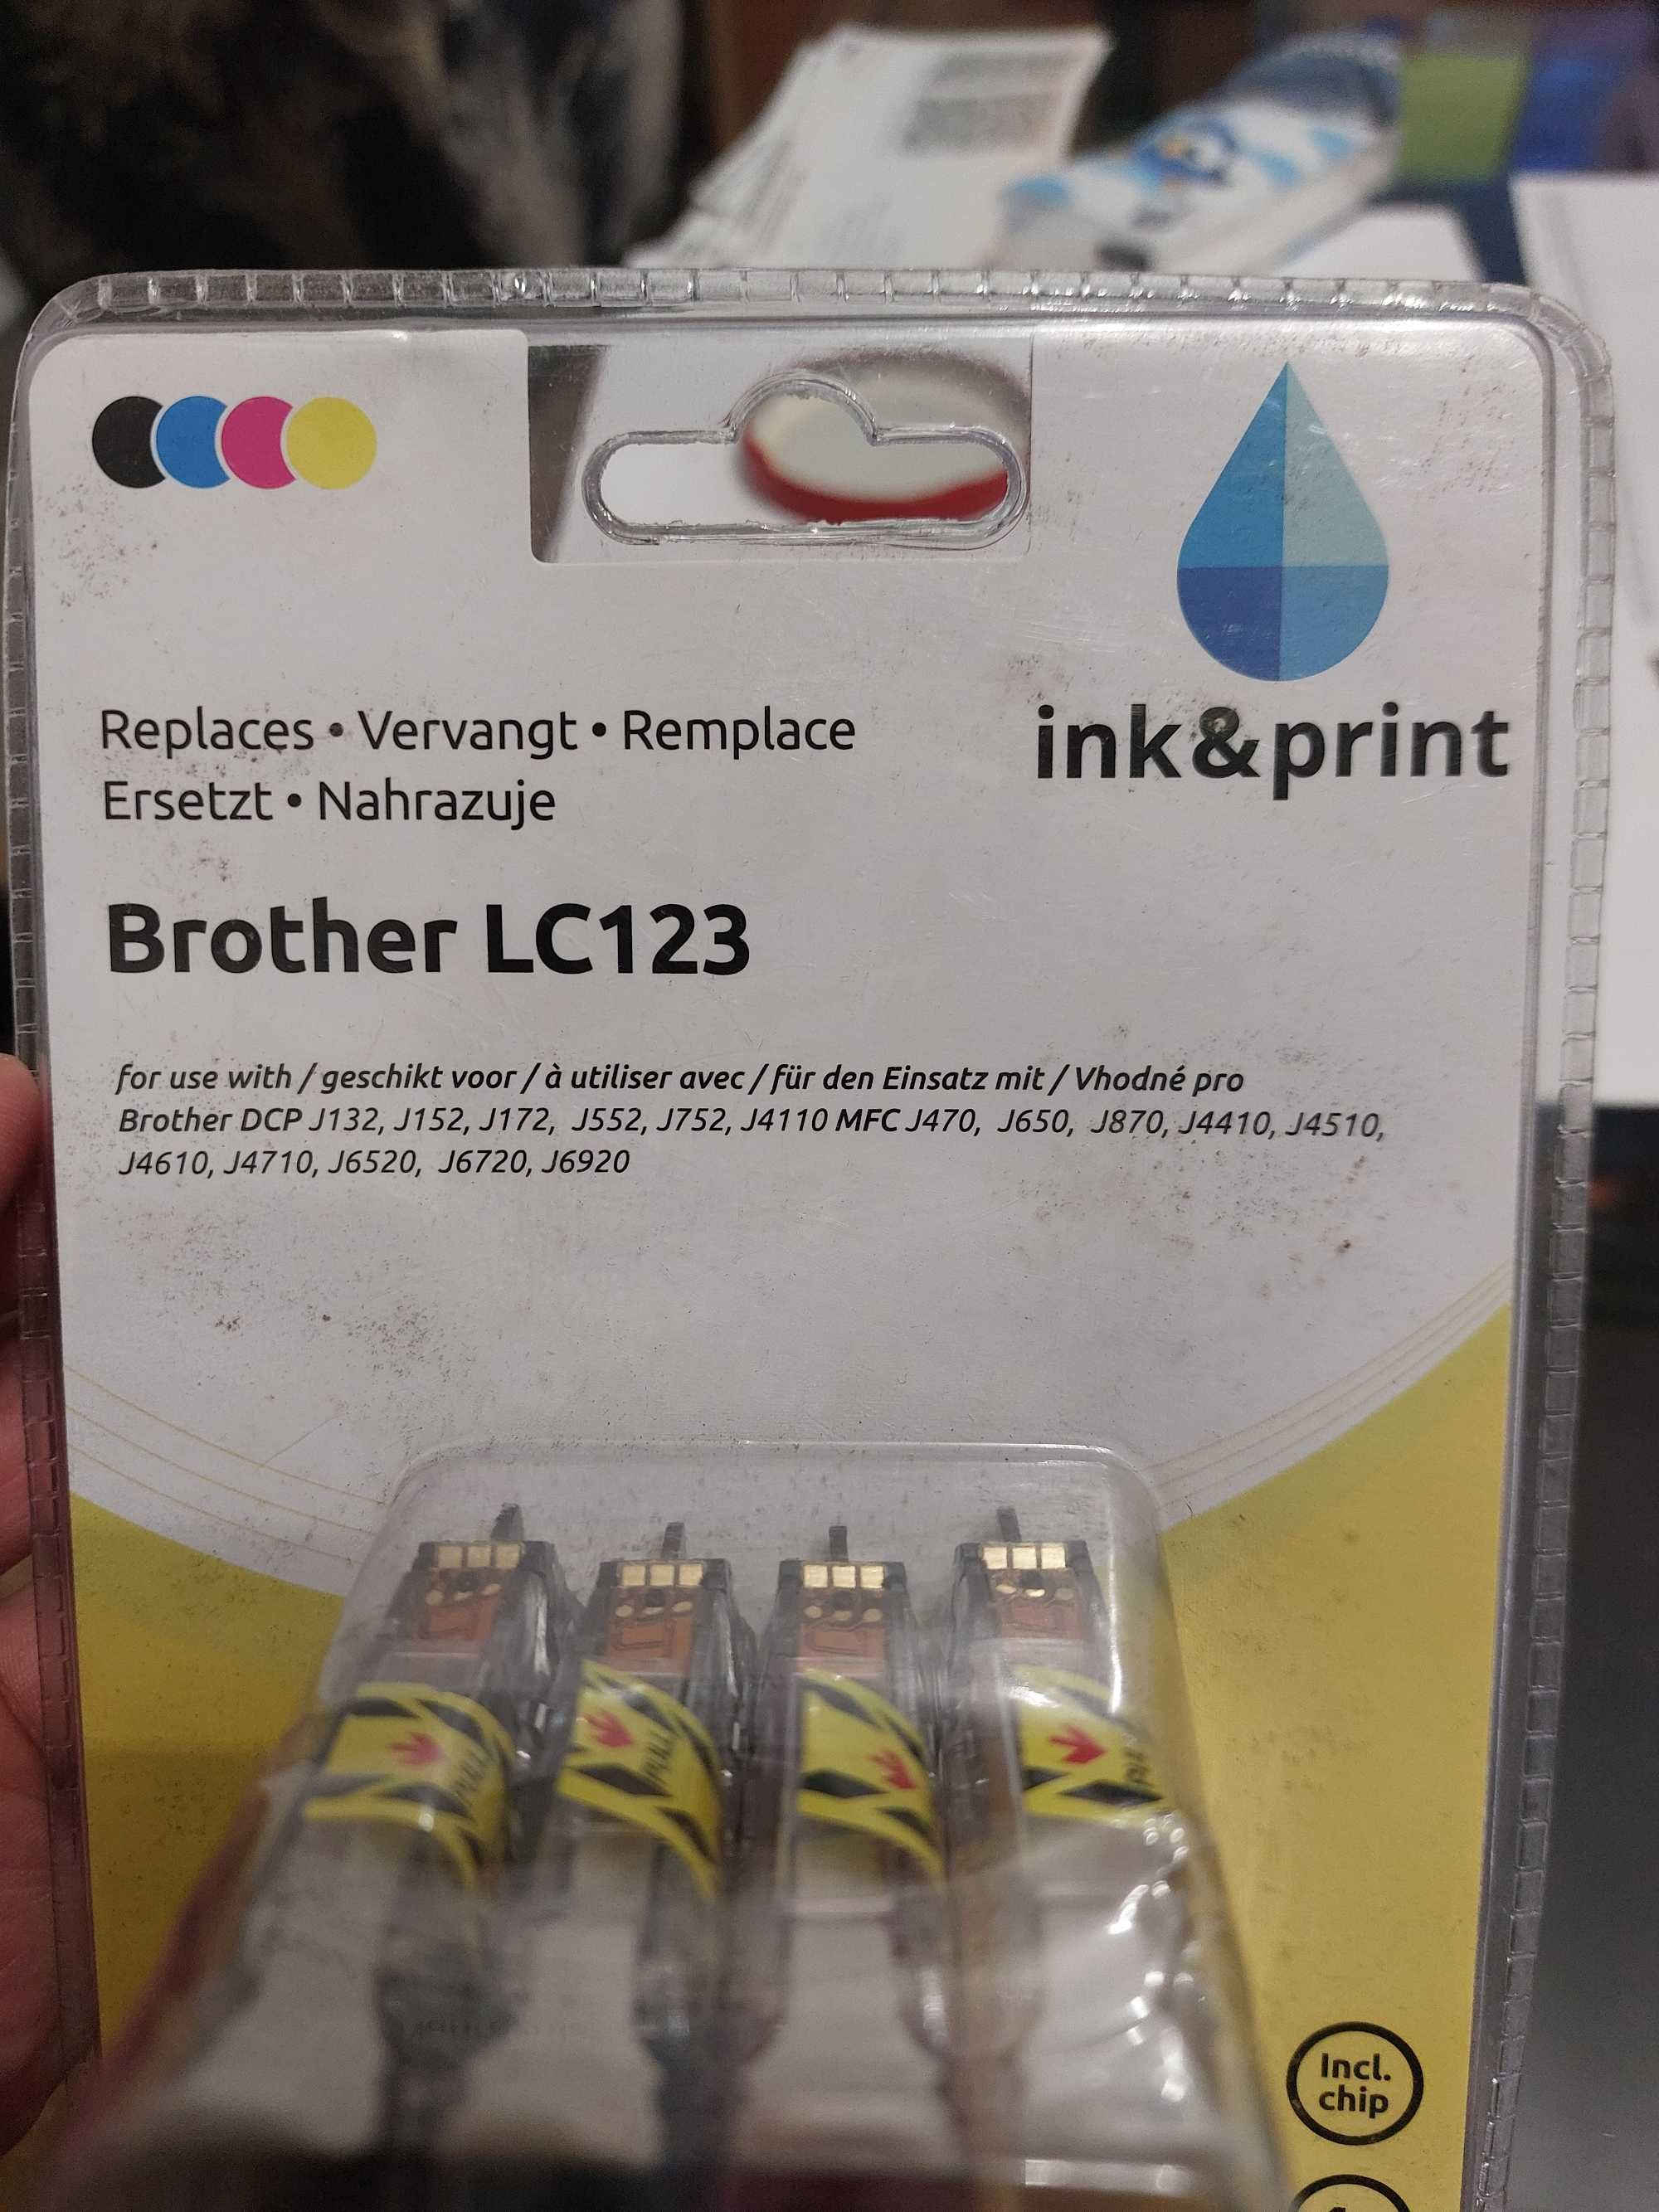 ink&print
Replaces • Vervangt • Remplace
Ersetzt • Nahrazuje
Brother LC123
for use with / geschikt voor / à utiliser avec / für den Einsatz mit / Vhodné pro
Brother DCP J132, J152, J172, J552, J752, J4110 MFC J470, J650, J870, J4410, J4510,
J4610, J4710, J6520, J6720, J6920
PULL
PULL
Incl.
chip